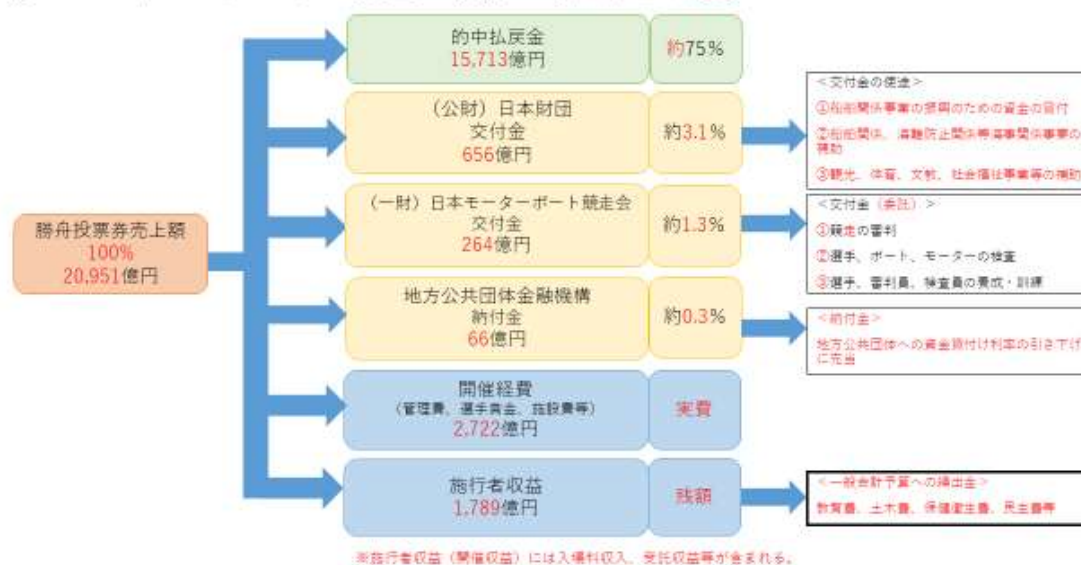 的中払戻金
15,713億円
約75%
(公財)日本財団
交付金
656億円
約3.1%
<交付金の使途>
①船舶関係事業の振興のための資金の貸付
②船舶関係、海難防止関係等海事関係事業の
補助
③観光、体育、文教、社会福祉事業等の補助
(一財)日本モーターボート競走会
交付金
264億円
約1.3%
<交付金(委託)>
①競走の審判
②選手、ボート、モーターの検査
③選手、審判員、検査員の養成・訓練
勝舟投票券売上額
100%
20,951億円
地方公共団体金融機構
納付金
66億円
約0.3%
<納付金>
地方公共団体への資金貸付け利率の引き下げ
に充当
開催経費
(管理費、選手賞金、施設費等)
2,722億円
実費
施行者収益
1,789億円
残額
<一般会計予算への繰出金>
教育費、土木費、保健衛生費、民生費等
※施行者収益(開催収益)には入場料収入、受託収益等が含まれる。